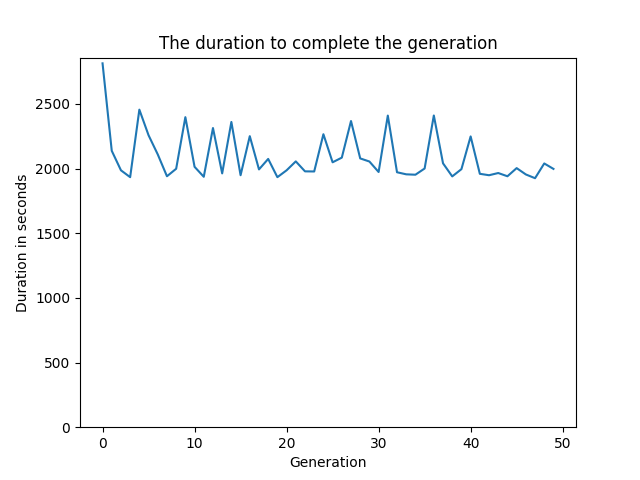 The duration to complete the generation
Duration in seconds
2500
2000
1500
1000
500
0
0 10 20 30 40 50
Generation